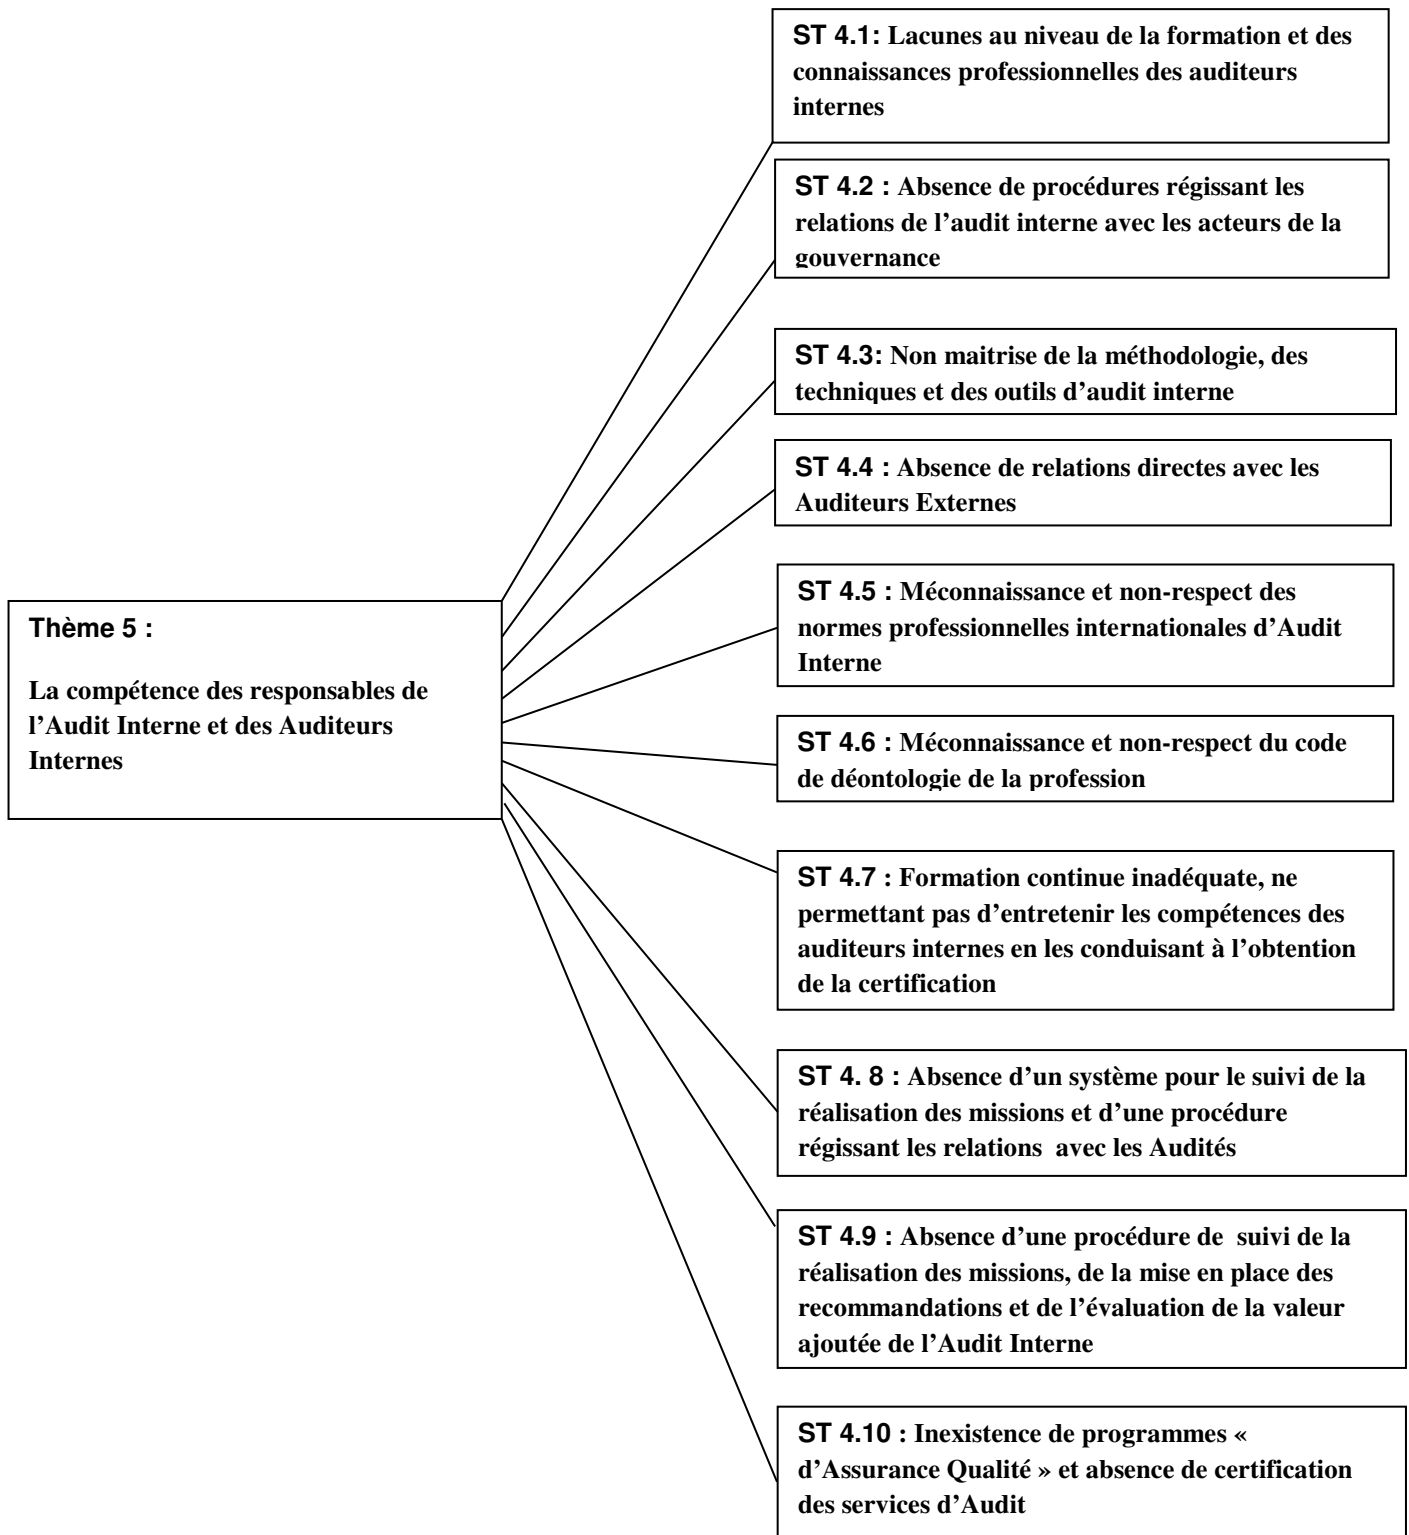 ST 4.1: Lacunes au niveau de la formation et des
connaissances professionnelles des auditeurs
internes
ST 4.2 : Absence de procédures régissant les
relations de l’audit interne avec les acteurs de la
gouvernance
ST 4.3: Non maitrise de la méthodologie, des
techniques et des outils d’audit interne
ST 4.4 : Absence de relations directes avec les
Auditeurs Externes
ST 4.5 : Méconnaissance et non-respect des
normes professionnelles internationales d’Audit
Interne
Thème 5 :
La compétence des responsables de
l’Audit Interne et des Auditeurs
Internes
ST 4.6 : Méconnaissance et non-respect du code
de déontologie de la profession
ST 4.7 : Formation continue inadéquate, ne
permettant pas d’entretenir les compétences des
auditeurs internes en les conduisant à l’obtention
de la certification
ST 4. 8 : Absence d’un système pour le suivi de la
réalisation des missions et d’une procédure
régissant les relations  avec les Audités
ST 4.9 : Absence d’une procédure de  suivi de la
réalisation des missions, de la mise en place des
recommandations et de l’évaluation de la valeur
ajoutée de l’Audit Interne
ST 4.10 : Inexistence de programmes «
d’Assurance Qualité » et absence de certification
des services d’Audit